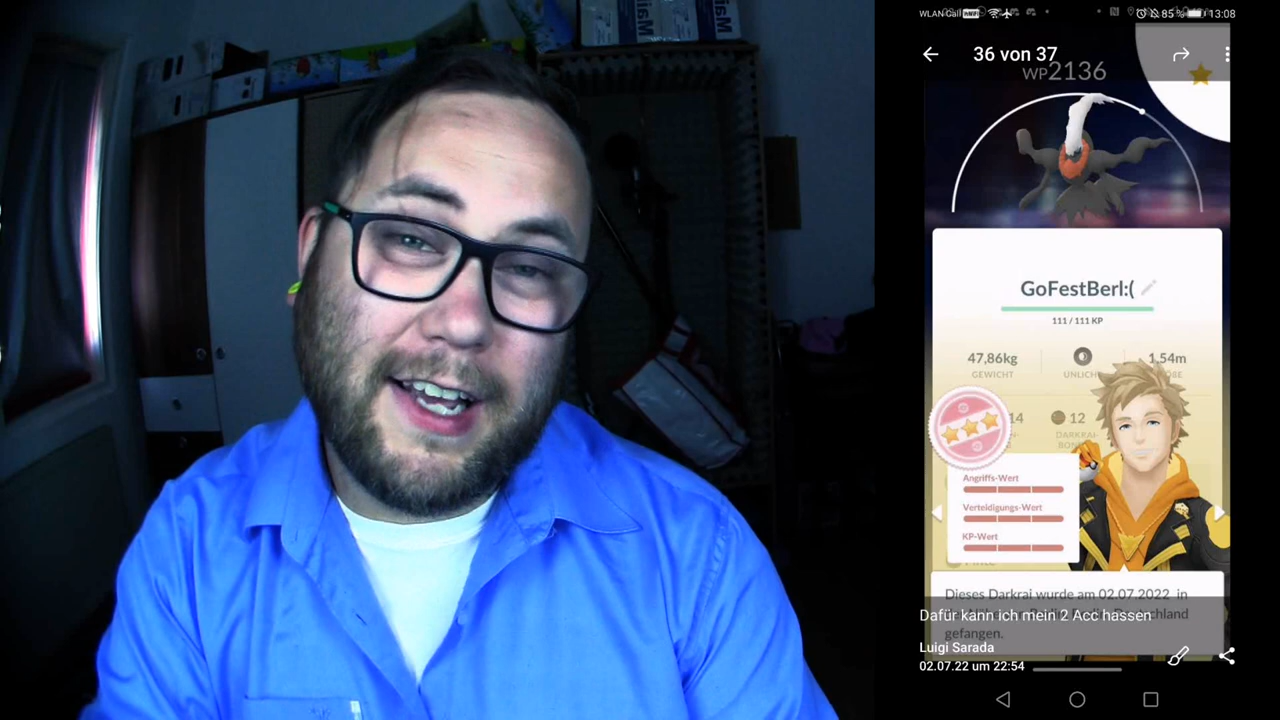 WLAN Call
85 %
13:08
36 von 37
WP2136
GoFestBerl:(
111 / 111 KP
47,86kg
1,54m
GEWICHT
UNLICH
14
12
DARKRAI-
Angriffs-Wert
Verteidigungs-Wert
KP-Wert
Dieses Darkrai wurde am 02.07.2022 in
Dafür kann ich mein 2 Acc hassen
gefangen.
Luigi Sarada
02.07.22 um 22:54